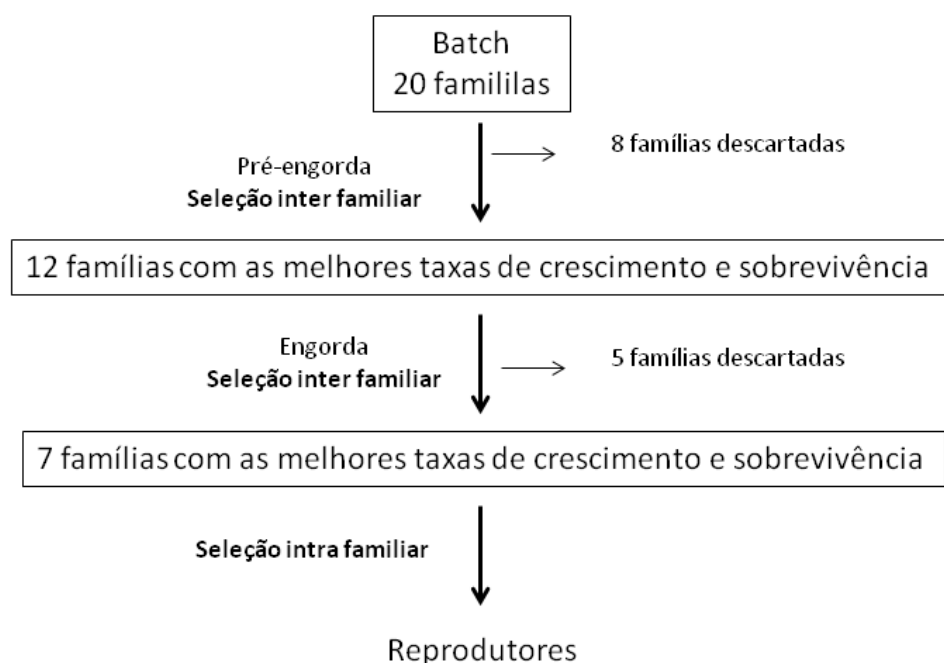 Batch
20 famililas
8 famílias descartadas
Pré-engorda
Seleção inter familiar
12 famílias com as melhores taxas de crescimento e sobrevivência
Engorda
Seleção inter familiar
5 famílias descartadas
7 famílias com as melhores taxas de crescimento e sobrevivência
Seleção intra familiar
Reprodutores